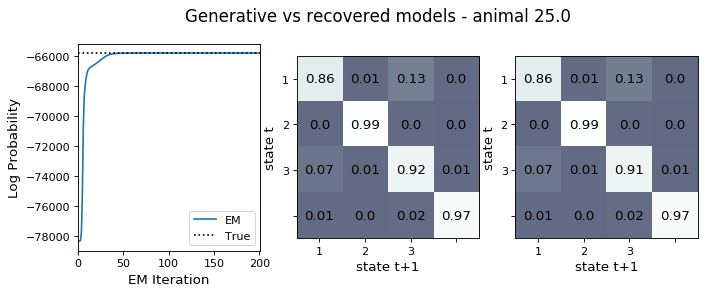 Generative vs recovered models - animal 25.0
Log Probability
−66000
−68000
−70000
−72000
−74000
−76000
−78000
0 50 100 150 200
EM Iteration
EM
True
state t
1 0.86 0.01 0.13 0.0
2 0.0 0.99 0.0 0.0
3 0.07 0.01 0.92 0.01
0.01 0.0 0.02 0.97
1 2 3
state t+1
state t
1 0.86 0.01 0.13 0.0
2 0.0 0.99 0.0 0.0
3 0.07 0.01 0.91 0.01
0.01 0.0 0.02 0.97
1 2 3
state t+1